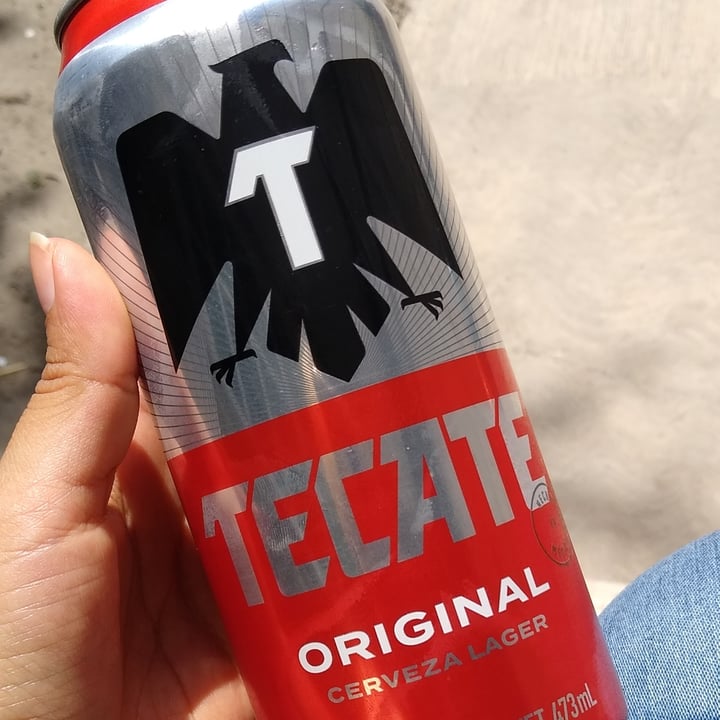 T
TECATE
ORIGINAL
CERVEZA LAGER
473mL